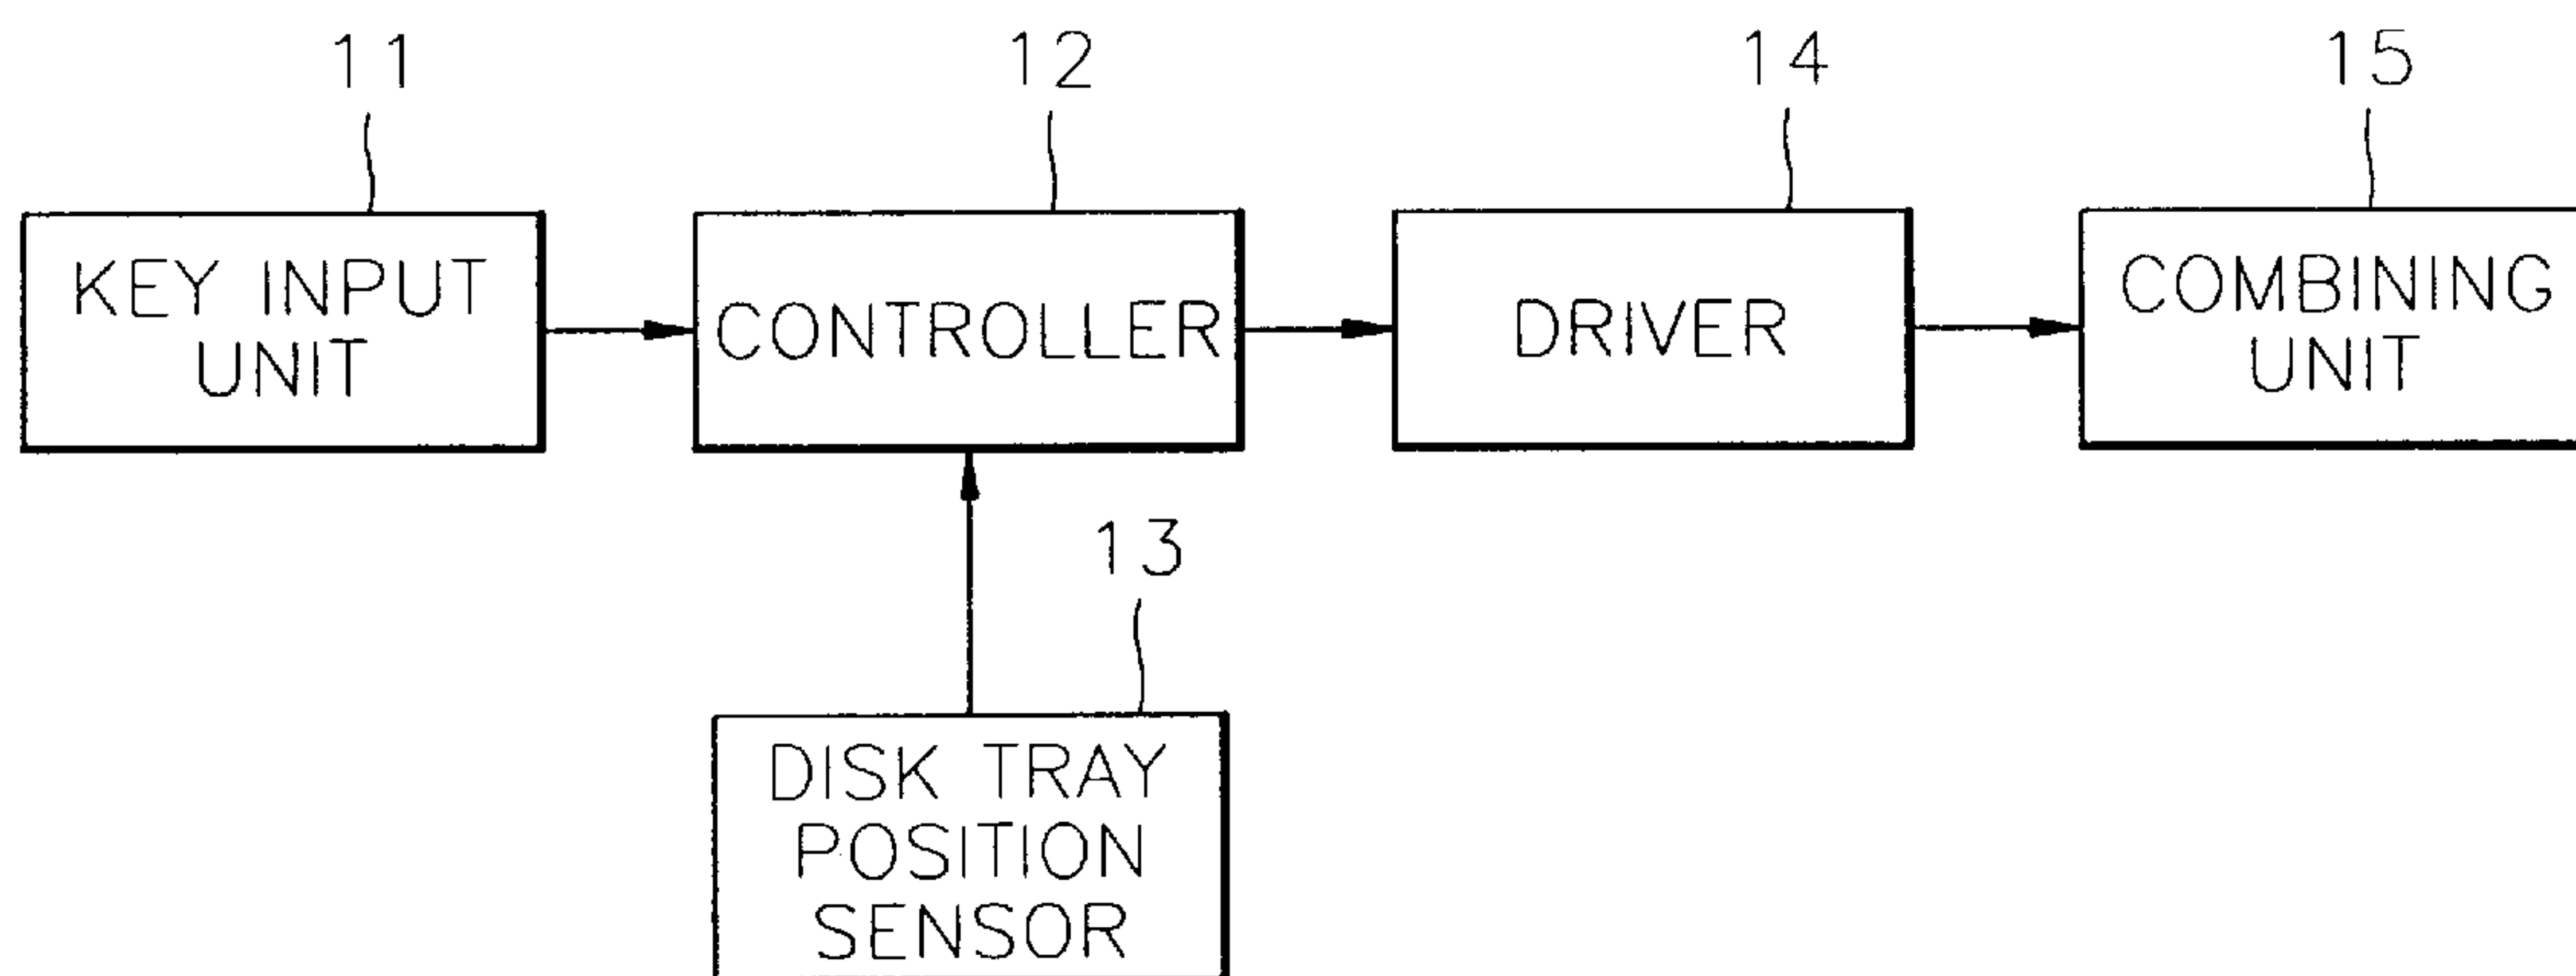 11
12
14
15
KEY INPUT
UNIT
CONTROLLER
DRIVER
COMBINING
UNIT
13
DISK TRAY
POSITION
SENSOR